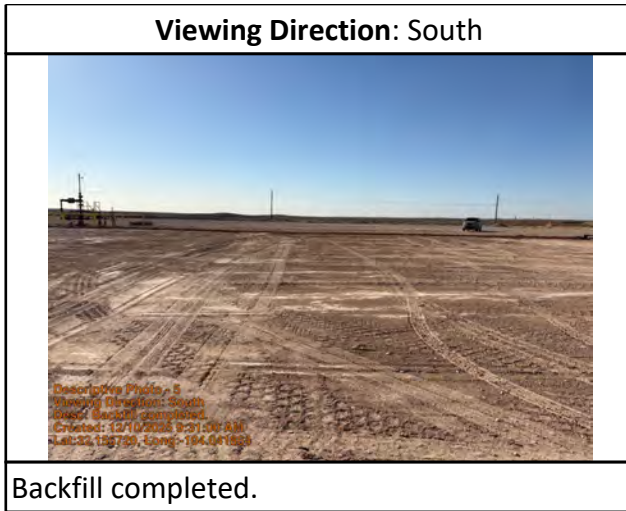 Viewing Direction: South
Descriptive Photo - 5
Viewing Direction: South
Desc: Backfill completed.
Created:
Backfill completed.